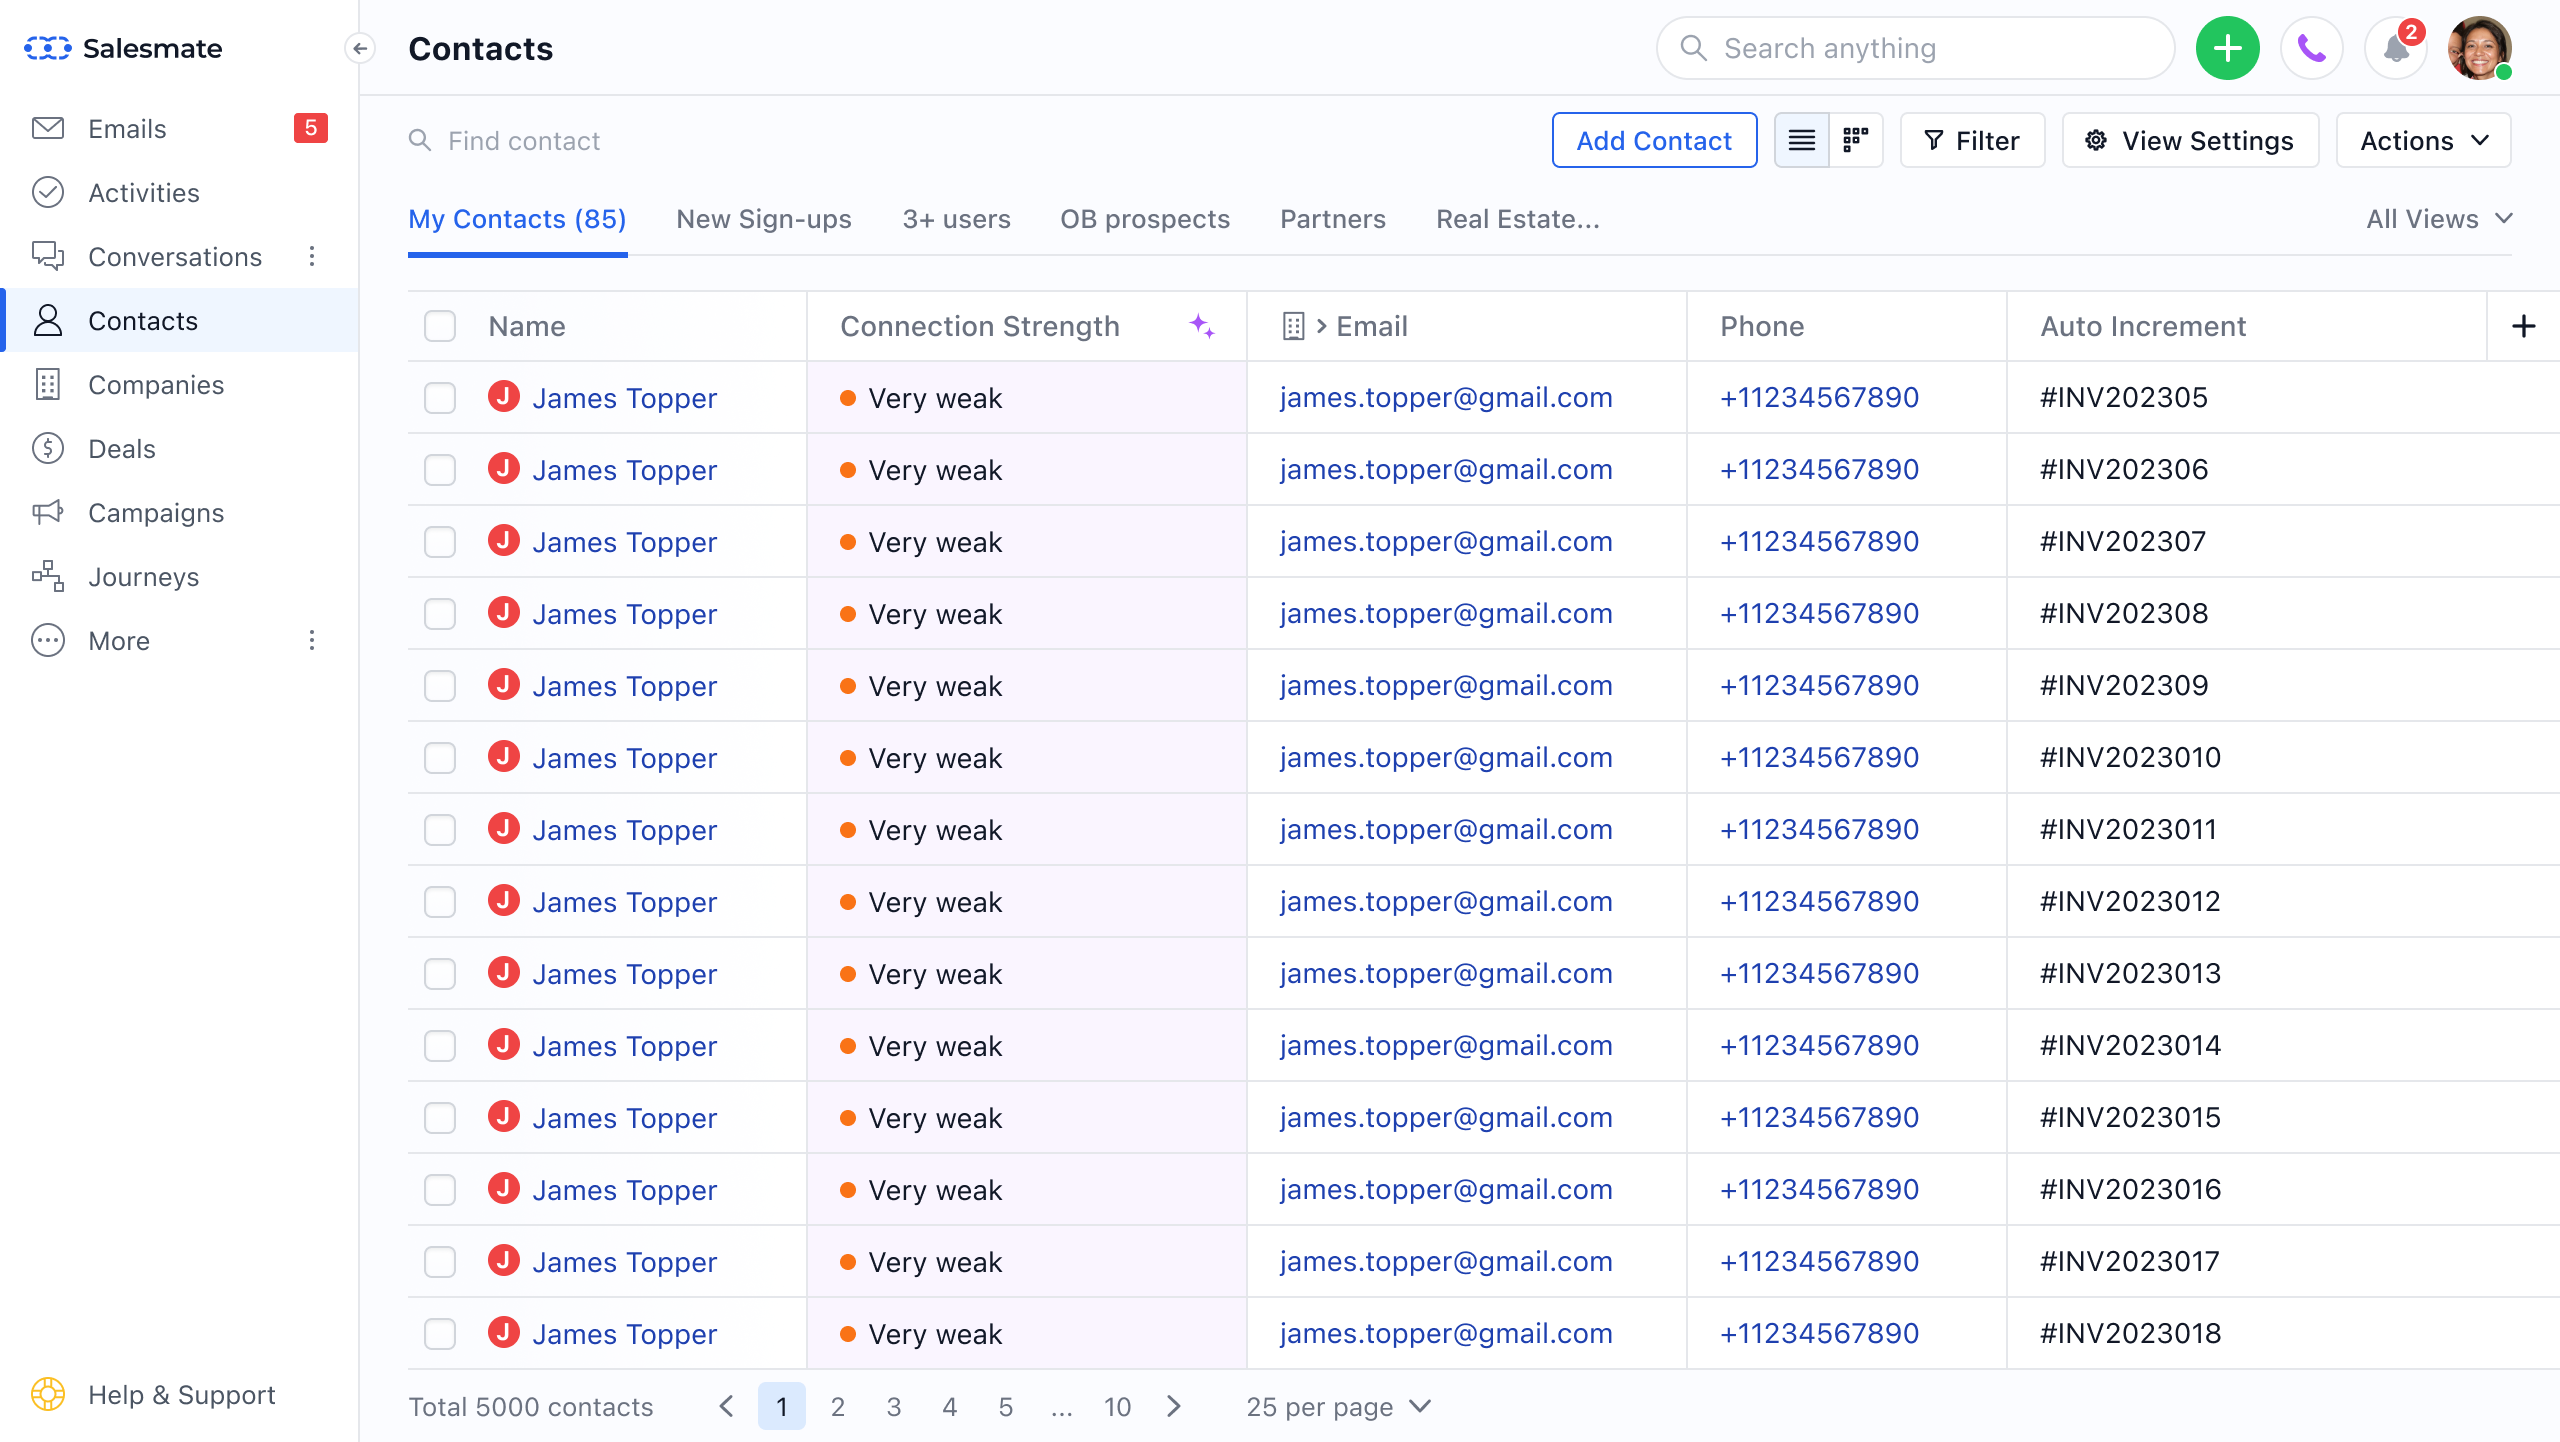 Salesmate
Contacts
Search anything
2
Emails 5
Activities
Conversations
Contacts
Companies
Deals
Campaigns
Journeys
More
Help & Support
Find contact
Add Contact
Filter
View Settings
Actions
My Contacts (85) New Sign-ups 3+ users OB prospects Partners Real Estate... All Views
Name Connection Strength > Email Phone Auto Increment +
J James Topper Very weak james.topper@gmail.com +11234567890 #INV202305
J James Topper Very weak james.topper@gmail.com +11234567890 #INV202306
J James Topper Very weak james.topper@gmail.com +11234567890 #INV202307
J James Topper Very weak james.topper@gmail.com +11234567890 #INV202308
J James Topper Very weak james.topper@gmail.com +11234567890 #INV202309
J James Topper Very weak james.topper@gmail.com +11234567890 #INV2023010
J James Topper Very weak james.topper@gmail.com +11234567890 #INV2023011
J James Topper Very weak james.topper@gmail.com +11234567890 #INV2023012
J James Topper Very weak james.topper@gmail.com +11234567890 #INV2023013
J James Topper Very weak james.topper@gmail.com +11234567890 #INV2023014
J James Topper Very weak james.topper@gmail.com +11234567890 #INV2023015
J James Topper Very weak james.topper@gmail.com +11234567890 #INV2023016
J James Topper Very weak james.topper@gmail.com +11234567890 #INV2023017
J James Topper Very weak james.topper@gmail.com +11234567890 #INV2023018
Total 5000 contacts < 1 2 3 4 5 ... 10 > 25 per page